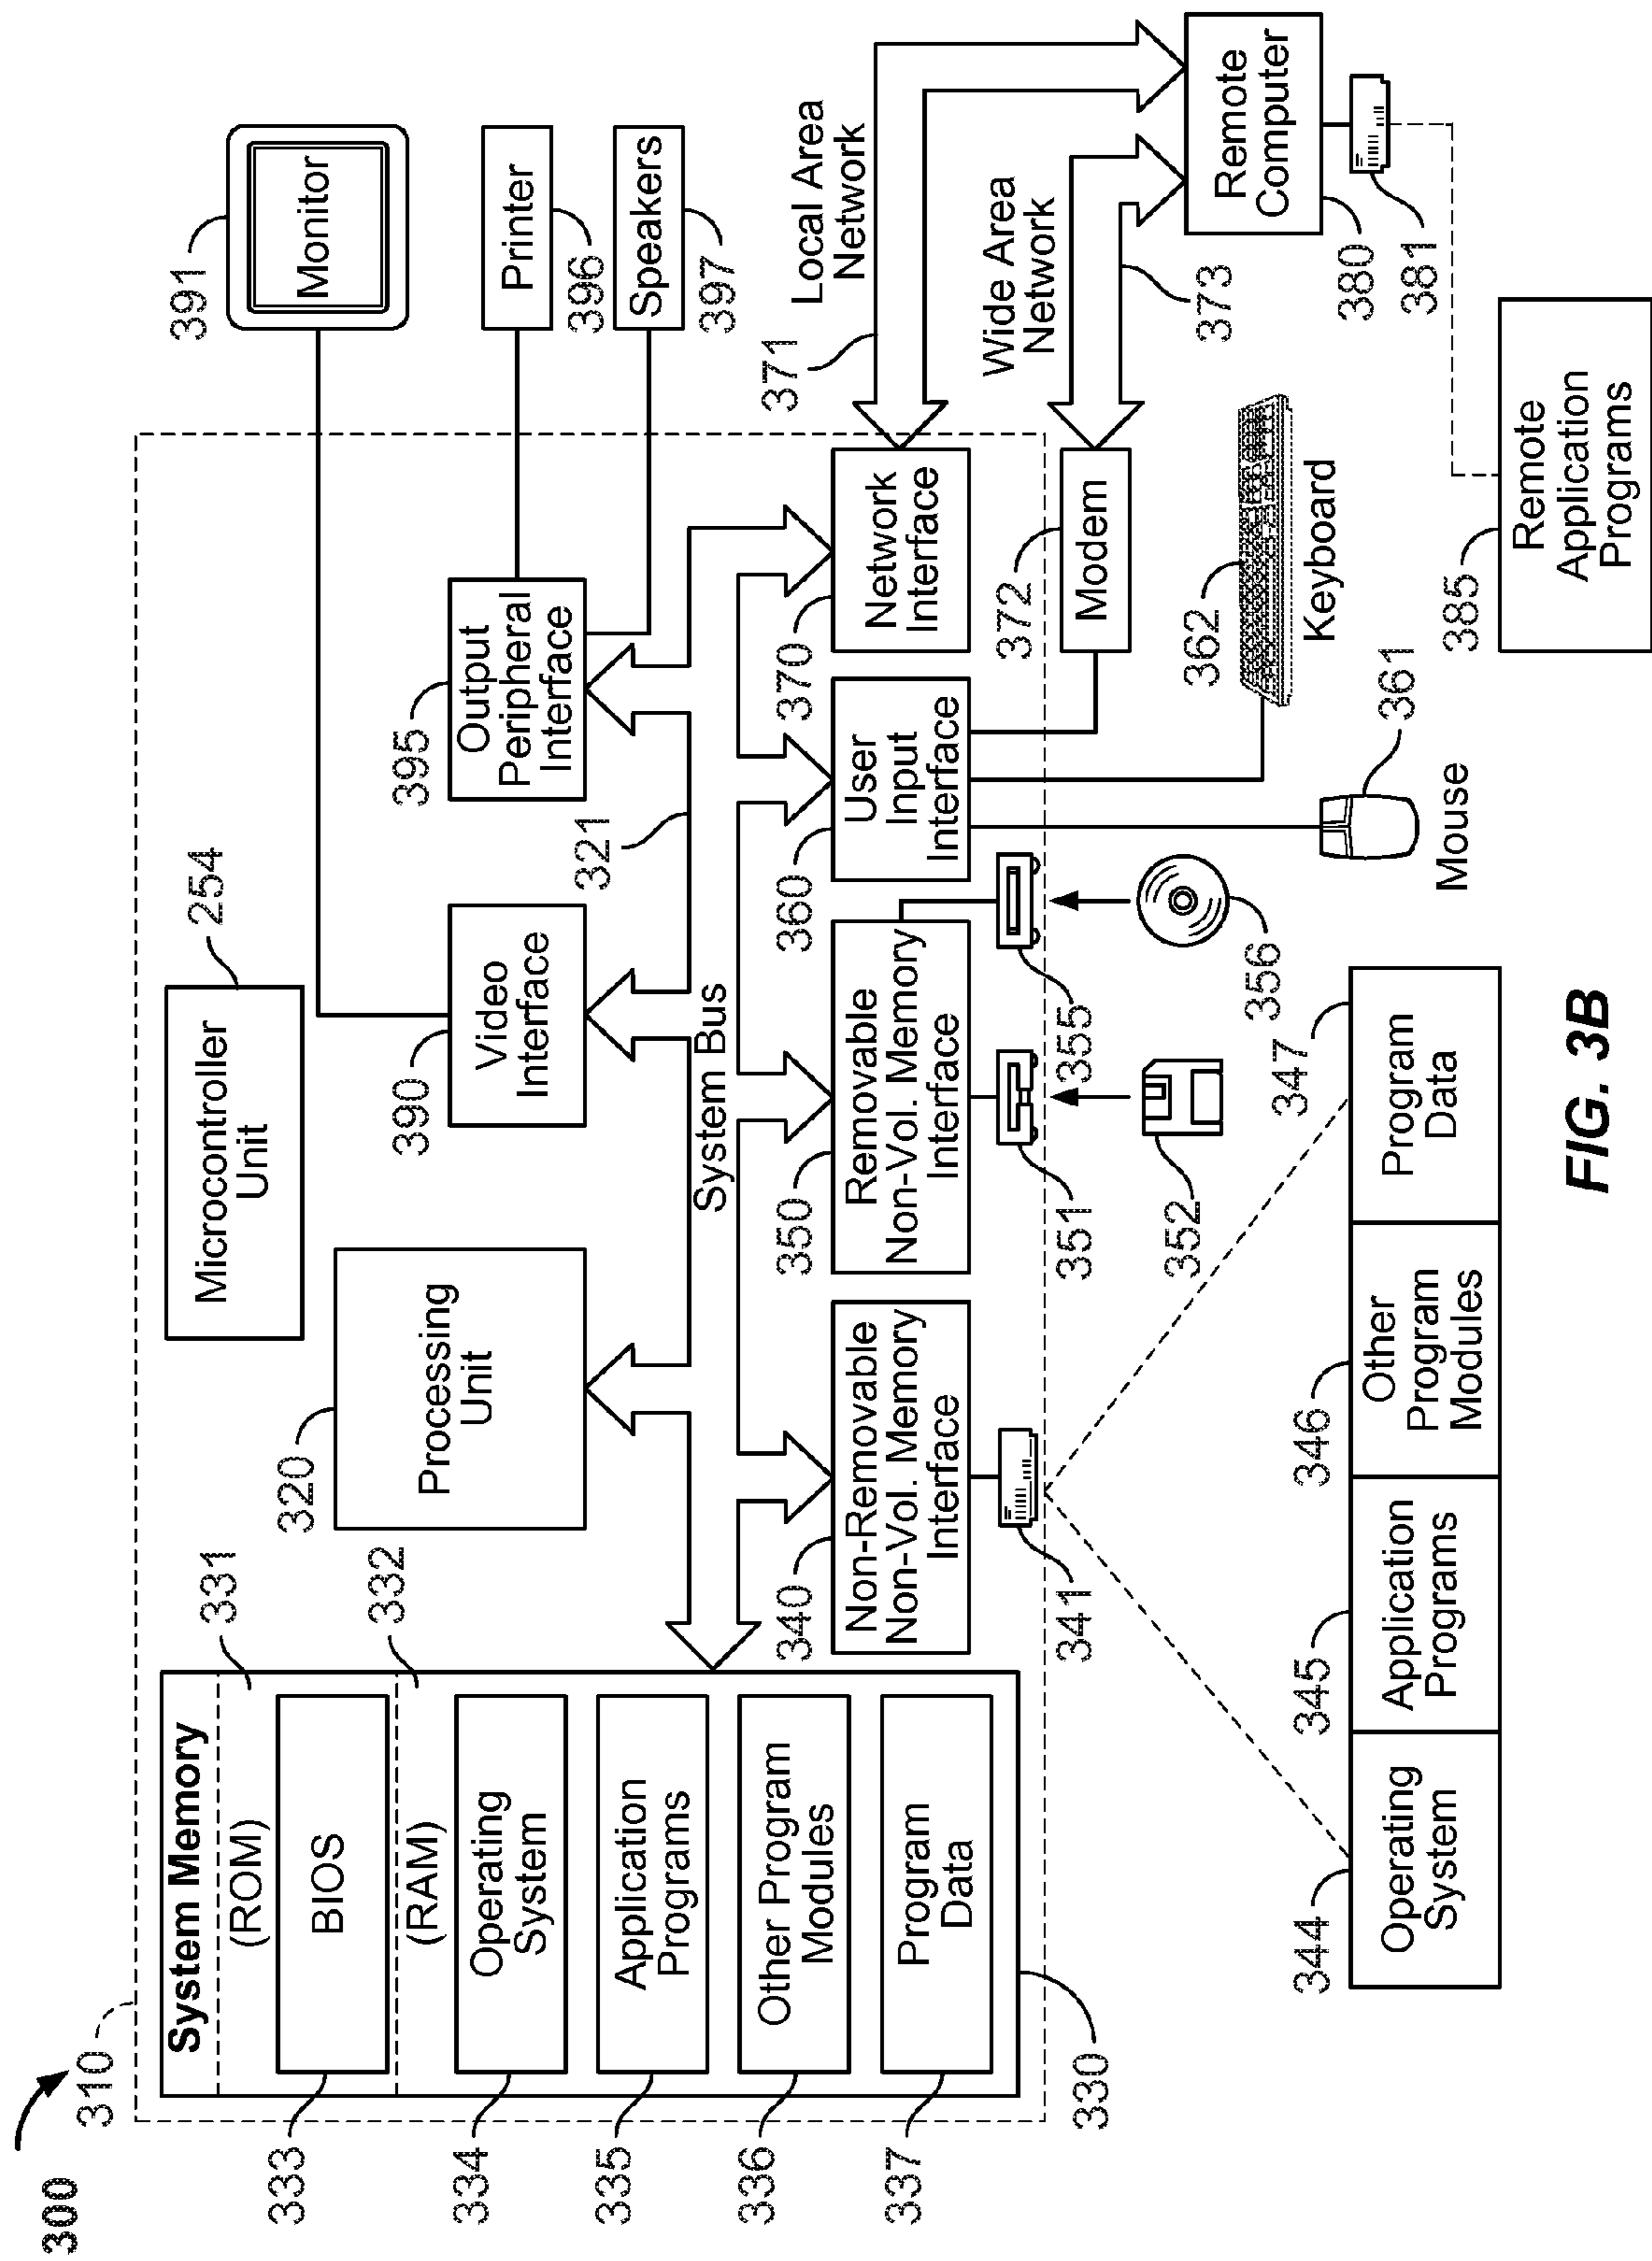 300
310
System Memory
(ROM)
331
BIOS
333
(RAM)
332
Operating
System
334
Application
Programs
335
Other Program
Modules
336
Program
Data
337
330
Processing
Unit
320
Microcontroller
Unit
254
Video
Interface
390
Output
Peripheral
Interface
395
321
System Bus
Monitor
391
Printer
396
Speakers
397
Non-Removable
Non-Vol. Memory
Interface
340
Removable
Non-Vol. Memory
Interface
350
User
Input
Interface
360
Network
Interface
370
Local Area
Network
371
Wide Area
Network
373
Modem
372
Remote
Computer
380
381
341
351
355
352
356
Mouse
361
Keyboard
362
Remote
Application
Programs
385
Operating
System
344
Application
Programs
345
Other
Program
Modules
346
Program
Data
347
FIG. 3B